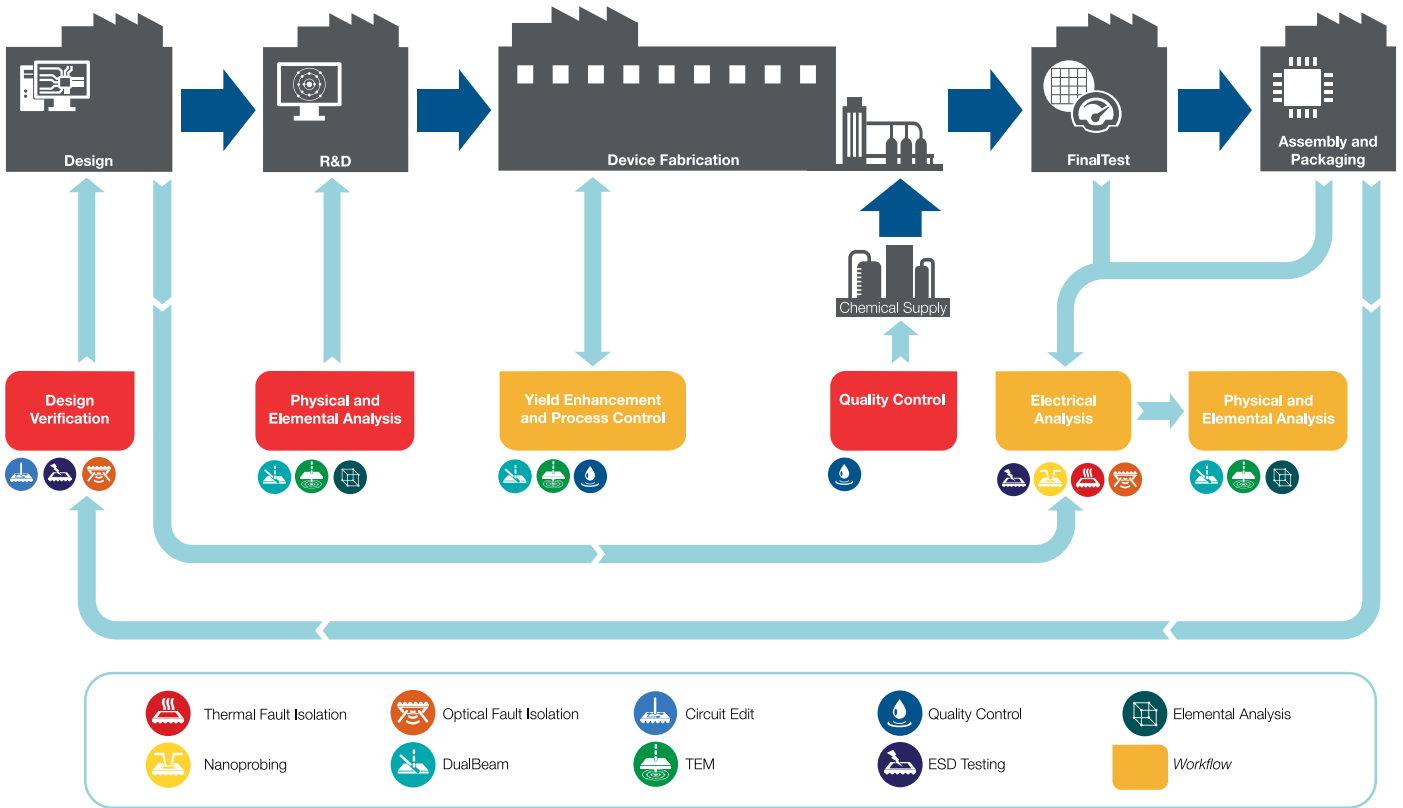 Design
R&D
Device Fabrication
FinalTest
Assembly and
Packaging
Chemical Supply
Design
Verification
Physical and
Elemental Analysis
Yield Enhancement
and Process Control
Quality Control
Electrical
Analysis
Physical and
Elemental Analysis
Thermal Fault Isolation
Optical Fault Isolation
Circuit Edit
Quality Control
Elemental Analysis
Nanoprobing
DualBeam
TEM
ESD Testing
Workflow